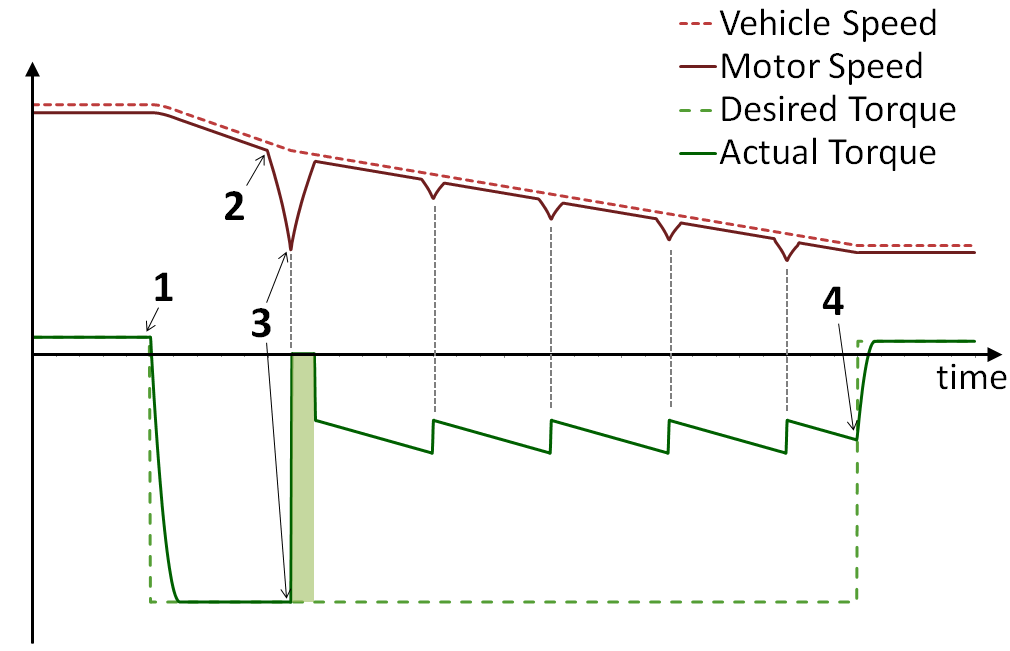 Vehicle Speed
Motor Speed
Desired Torque
Actual Torque
2
1
3
4
time